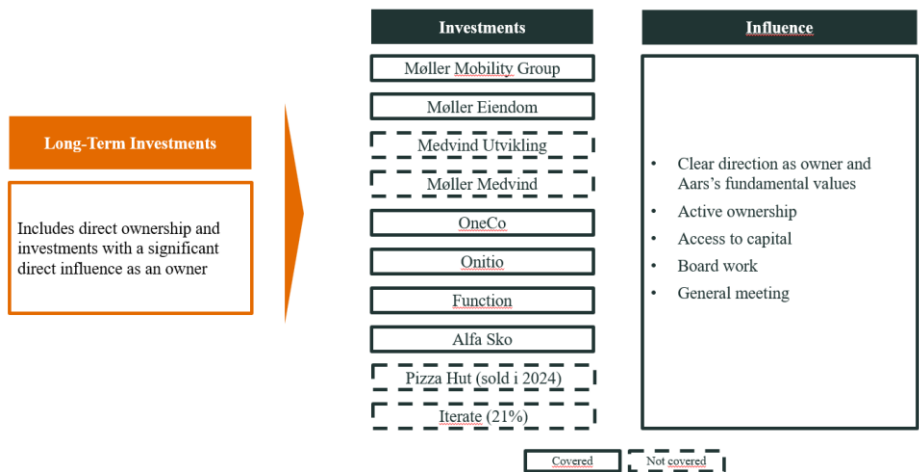 Long-Term Investments
Includes direct ownership and
investments with a significant
direct influence as an owner
Investments
Møller Mobility Group
Møller Eiendom
Medvind Utvikling
Møller Medvind
OneCo
Onitio
Function
Alfa Sko
Pizza Hut (sold i 2024)
Iterate (21%)
Influence
• Clear direction as owner and
Aars's fundamental values
• Active ownership
• Access to capital
• Board work
• General meeting
Covered
Not covered